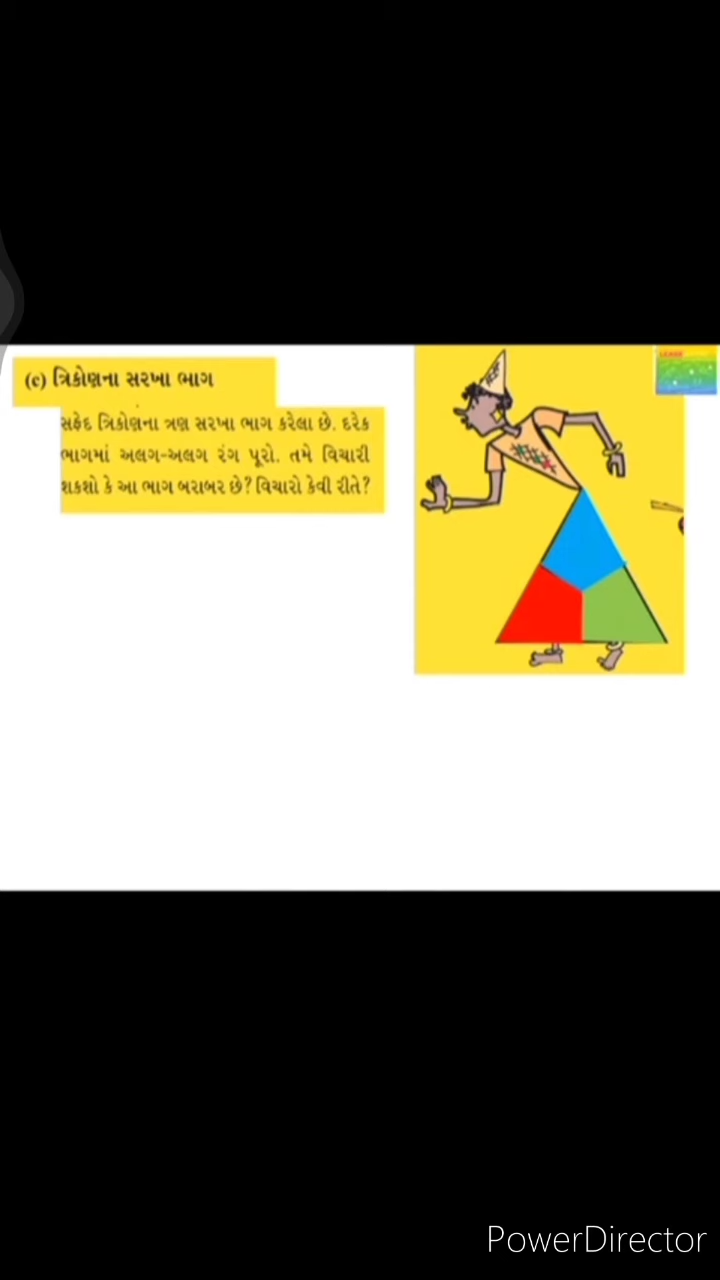 (c) ત્રિકોણના સરખા ભાગ
સફેદ ત્રિકોણના ત્રણ સરખા ભાગ કરેલા છે. દરેક
ભાગમાં અલગ-અલગ રંગ પૂરો. તમે વિચારી
શકશો કે આ ભાગ બરાબર છે? વિચારો કેવી રીતે?
PowerDirector